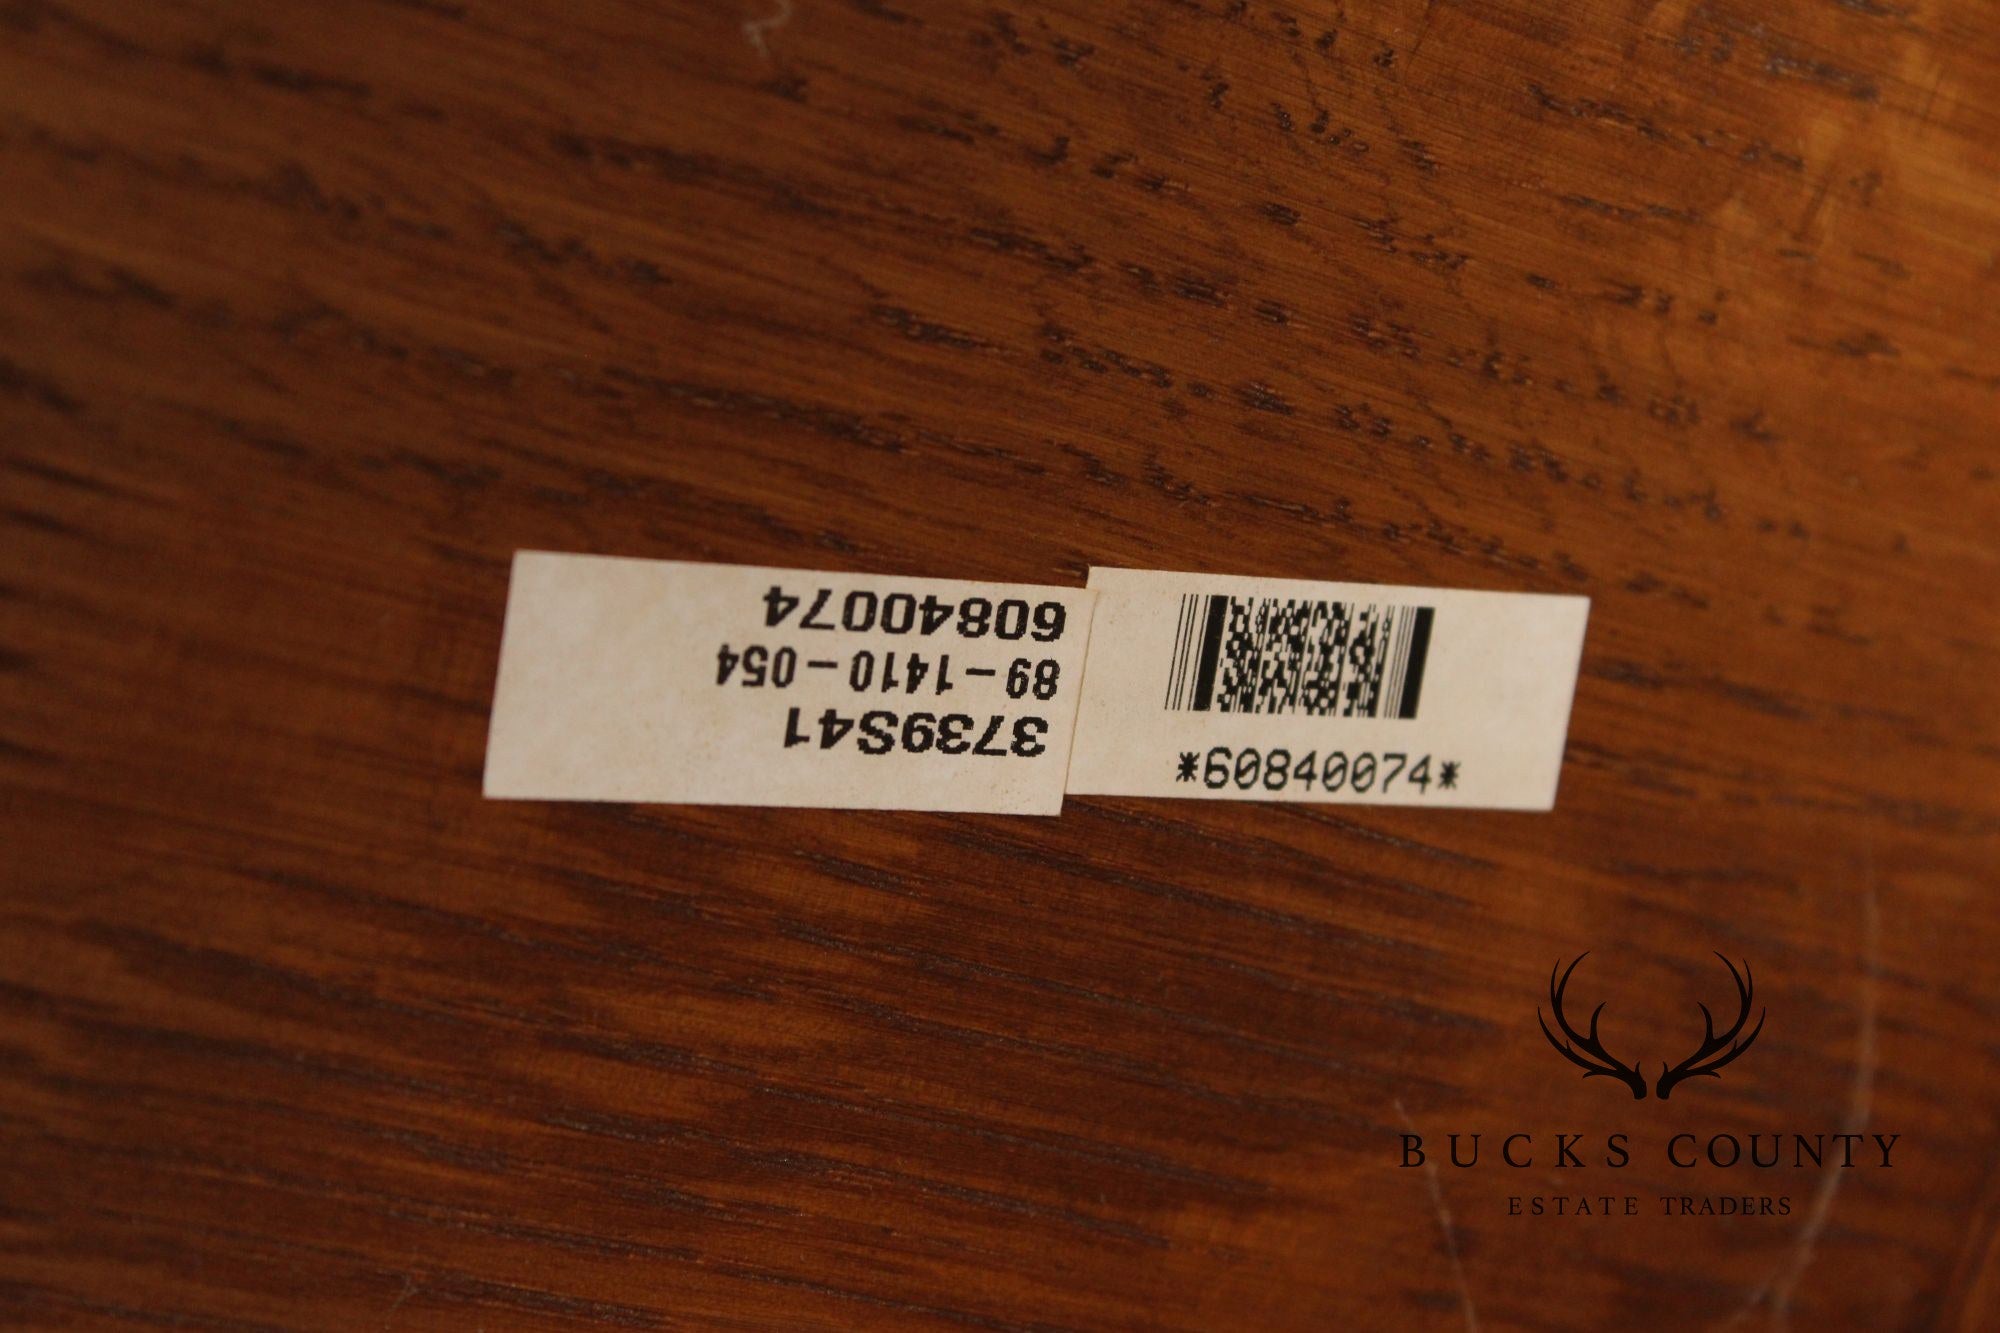 60840074
89-1410-054
3739S41
*60840074*
BUCKS COUNTY
ESTATE TRADERS